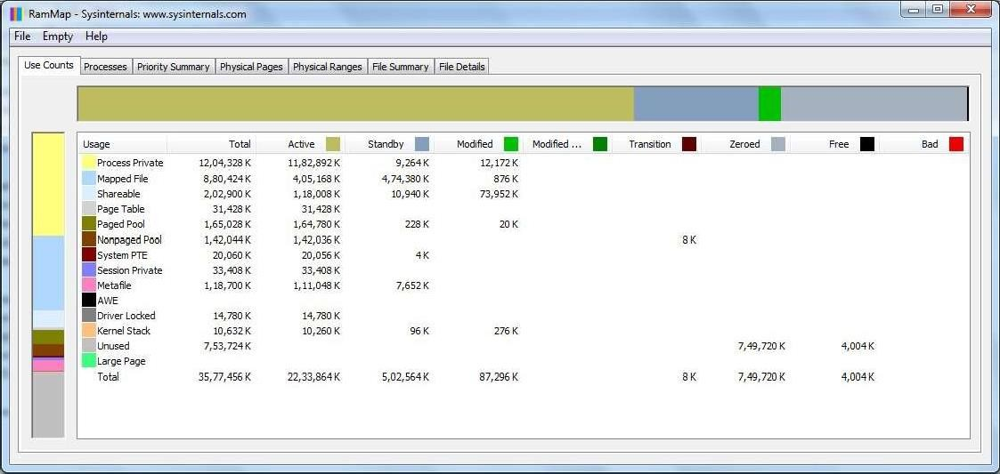 RamMap - Sysinternals: www.sysinternals.com
File Empty Help
Use Counts Processes Priority Summary Physical Pages Physical Ranges File Summary File Details
Usage Total Active Standby Modified Modified ... Transition Zeroed Free Bad
Process Private 12,04,328 K 11,82,892 K 9,264 K 12,172 K
Mapped File 8,80,424 K 4,05,168 K 4,74,380 K 876 K
Shareable 2,02,900 K 1,18,008 K 10,940 K 73,952 K
Page Table 31,428 K 31,428 K
Paged Pool 1,65,028 K 1,64,780 K 228 K 20 K
Nonpaged Pool 1,42,044 K 1,42,036 K 8 K
System PTE 20,060 K 20,056 K 4 K
Session Private 33,408 K 33,408 K
Metafile 1,18,700 K 1,11,048 K 7,652 K
AWE
Driver Locked 14,780 K 14,780 K
Kernel Stack 10,632 K 10,260 K 96 K 276 K
Unused 7,53,724 K 7,49,720 K 4,004 K
Large Page
Total 35,77,456 K 22,33,864 K 5,02,564 K 87,296 K 8 K 7,49,720 K 4,004 K